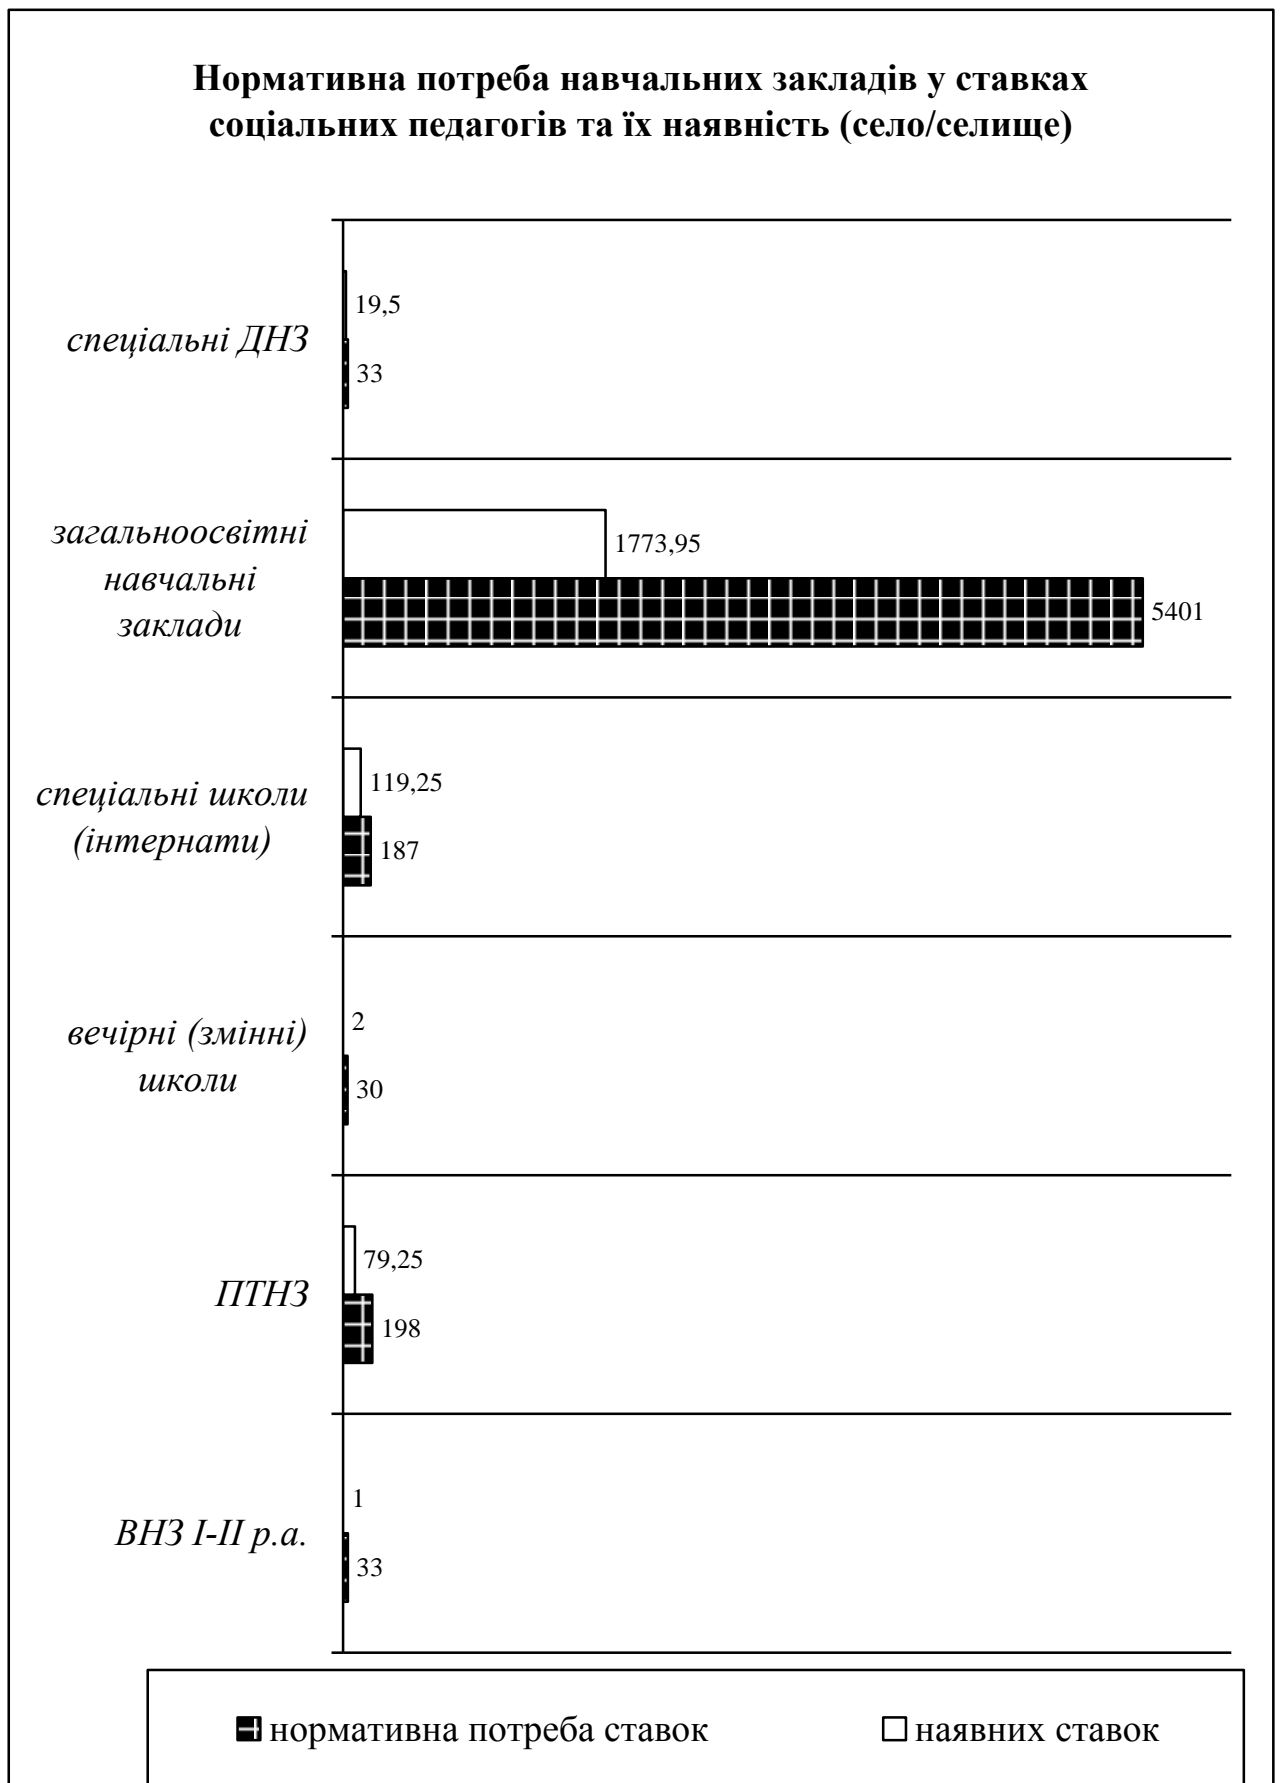 Нормативна потреба навчальних закладів у ставках
соціальних педагогів та їх наявність (село/селище)
спеціальні ДНЗ
19,5
33
загальноосвітні
навчальні
заклади
1773,95
5401
спеціальні школи
(інтернати)
119,25
187
вечірні (змінні)
школи
2
30
ПТНЗ
79,25
198
ВНЗ І-ІІ р.а.
1
33
нормативна потреба ставок
наявних ставок